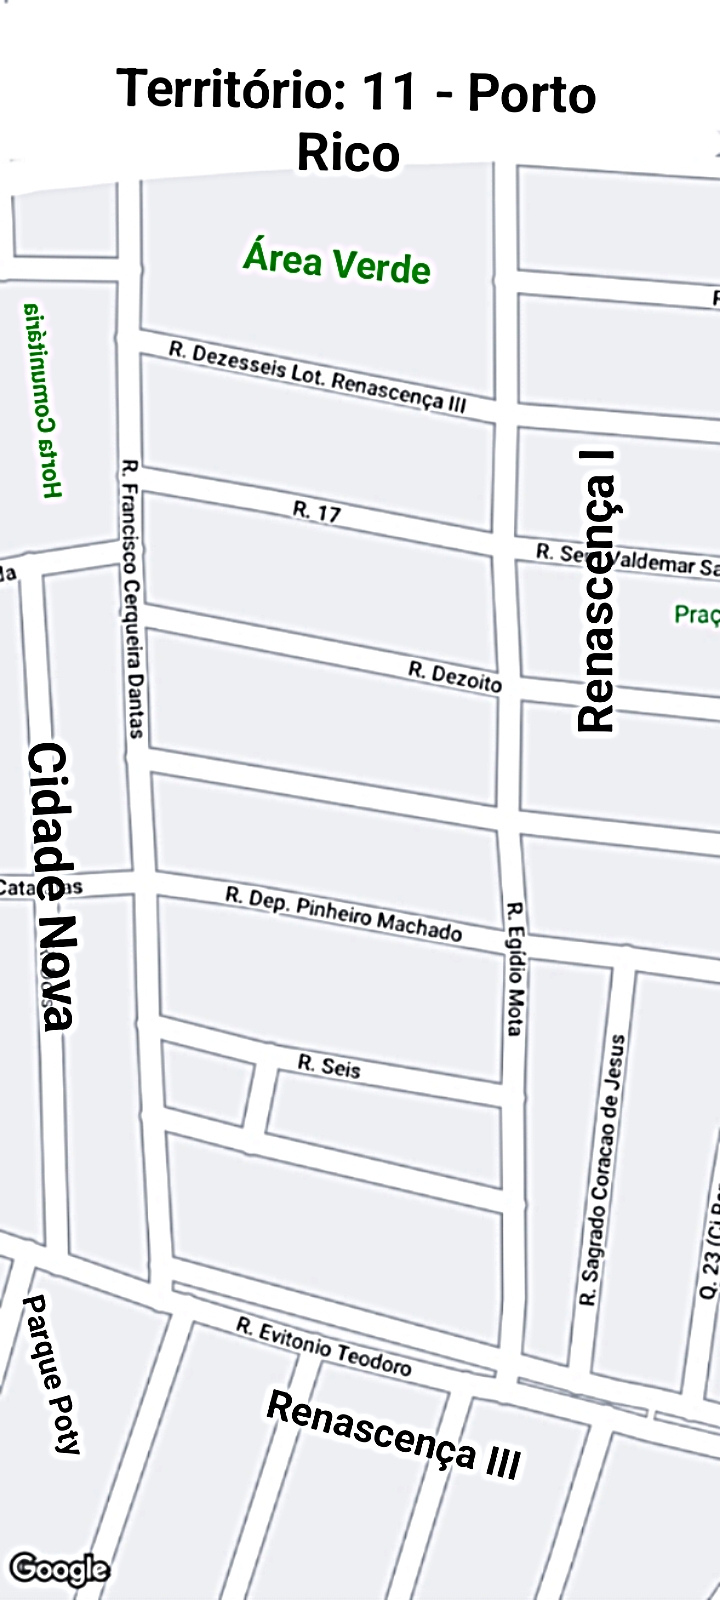 Território: 11 - Porto
Rico
Área Verde
Horta Comunitária
R. Dezesseis Lot. Renascença III
R. Francisco Cerqueira Dantas
R. 17
Renascença I
R. Dezoito
Cidade Nova
R. Dep. Pinheiro Machado
R. Egídio Mota
R. Seis
R. Sagrado Coracao de Jesus
R. Evitonio Teodoro
Parque Poty
Renascença III
Google